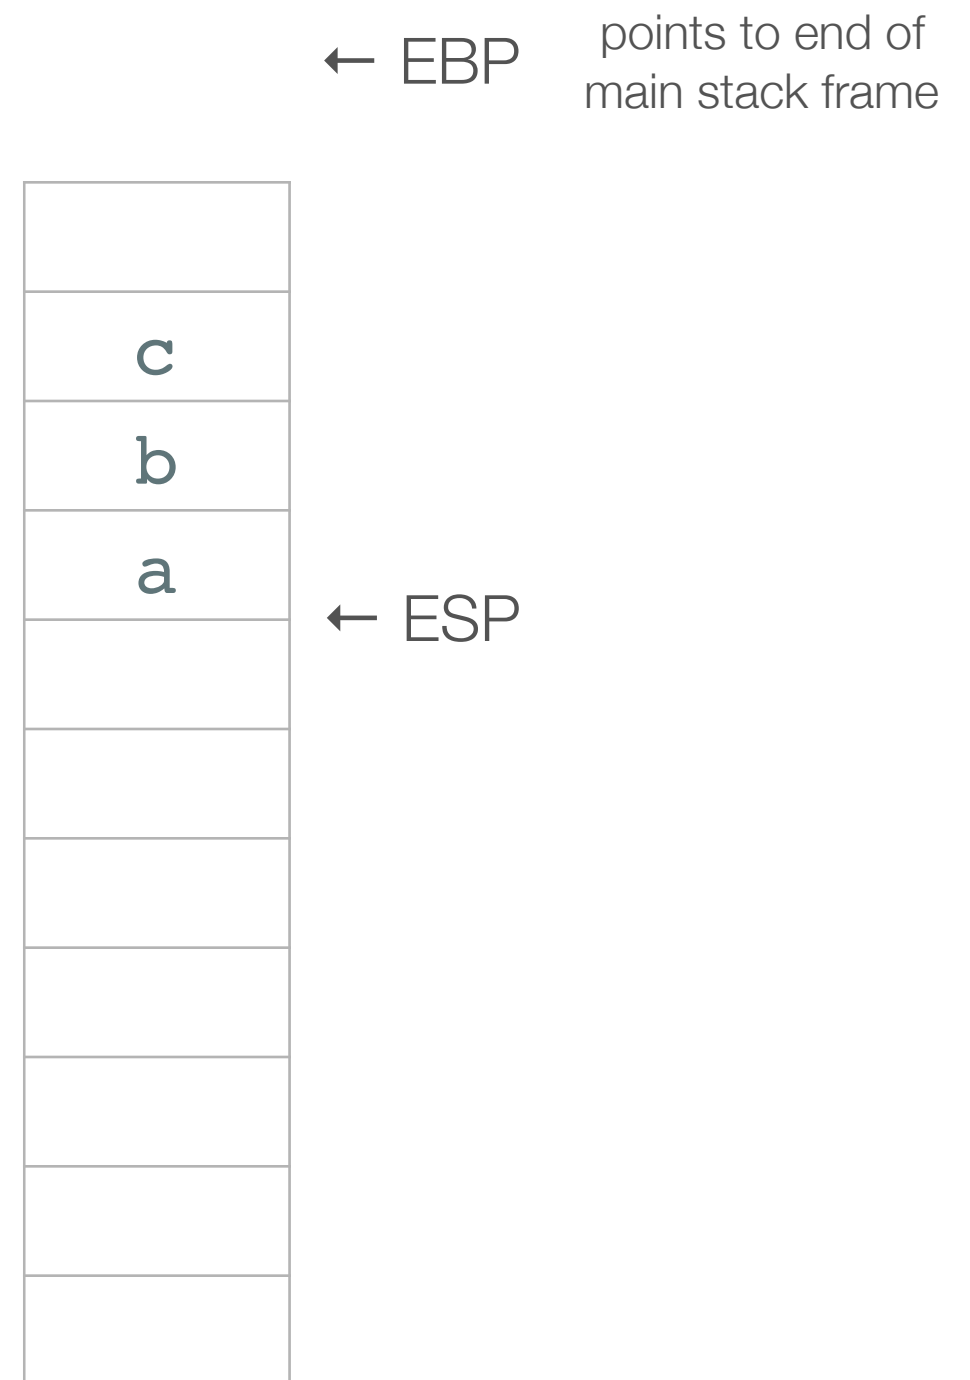 ← EBP
points to end of
main stack frame
c
b
a
← ESP